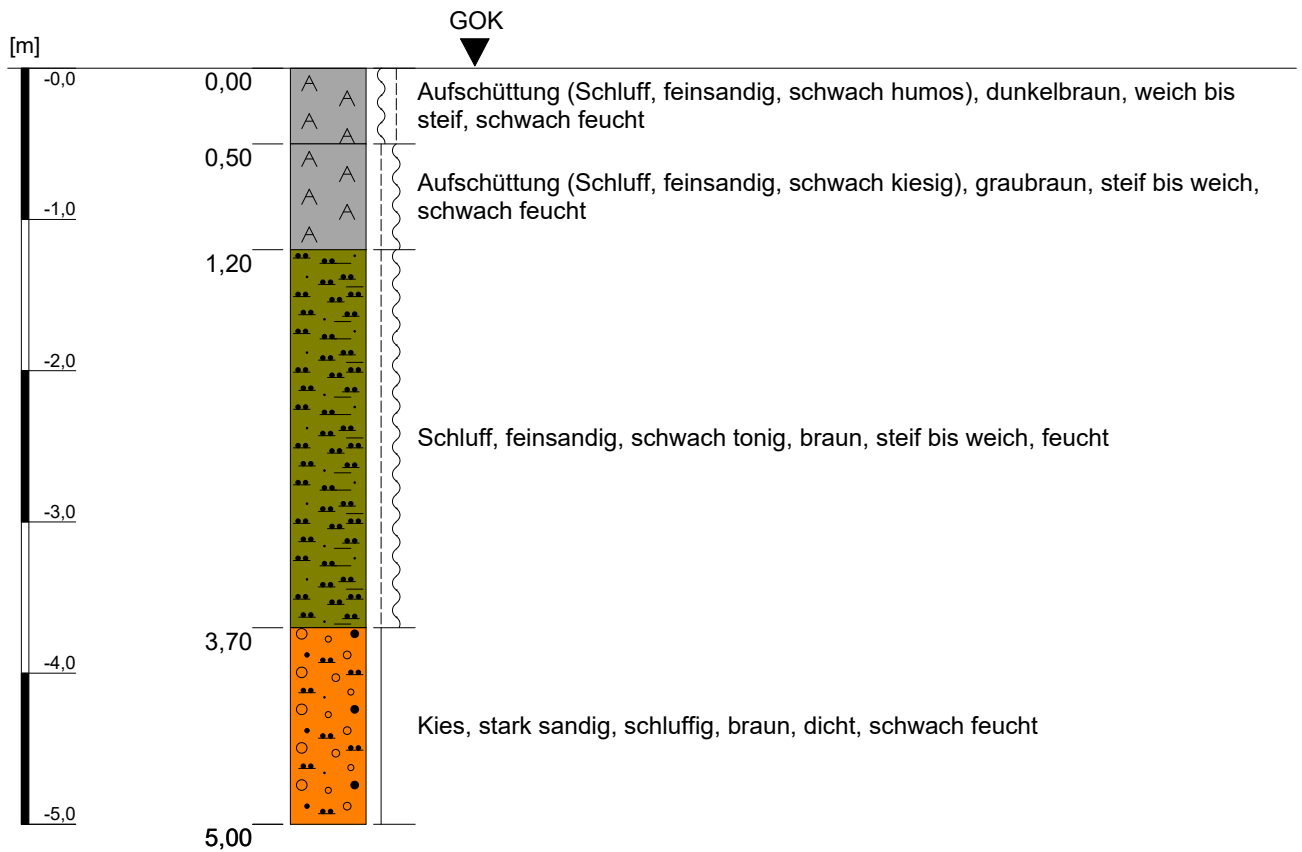 GOK
[m]
-0,0
0,00
Aufschüttung (Schluff, feinsandig, schwach humos), dunkelbraun, weich bis
steif, schwach feucht
0,50
Aufschüttung (Schluff, feinsandig, schwach kiesig), graubraun, steif bis weich,
schwach feucht
-1,0
1,20
-2,0
Schluff, feinsandig, schwach tonig, braun, steif bis weich, feucht
-3,0
3,70
-4,0
Kies, stark sandig, schluffig, braun, dicht, schwach feucht
-5,0
5,00